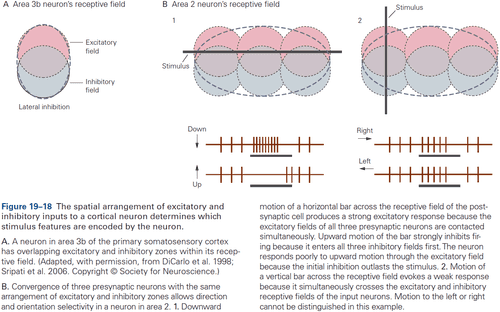 A Area 3b neuron's receptive field
Excitatory
field
Inhibitory
field
Lateral inhibition
B Area 2 neuron's receptive field
1
Stimulus
2
Stimulus
Down
Up
Right
Left
Figure 19–18 The spatial arrangement of excitatory and
inhibitory inputs to a cortical neuron determines which
stimulus features are encoded by the neuron.
A. A neuron in area 3b of the primary somatosensory cortex
has overlapping excitatory and inhibitory zones within its recep-
tive field. (Adapted, with permission, from DiCarlo et al. 1998;
Sripati et al. 2006. Copyright © Society for Neuroscience.)
B. Convergence of three presynaptic neurons with the same
arrangement of excitatory and inhibitory zones allows direction
and orientation selectivity in a neuron in area 2. 1. Downward
motion of a horizontal bar across the receptive field of the post-
synaptic cell produces a strong excitatory response because the
excitatory fields of all three presynaptic neurons are contacted
simultaneously. Upward motion of the bar strongly inhibits fir-
ing because it enters all three inhibitory fields first. The neuron
responds poorly to upward motion through the excitatory field
because the initial inhibition outlasts the stimulus. 2. Motion of
a vertical bar across the receptive field evokes a weak response
because it simultaneously crosses the excitatory and inhibitory
receptive fields of the input neurons. Motion to the left or right
cannot be distinguished in this example.